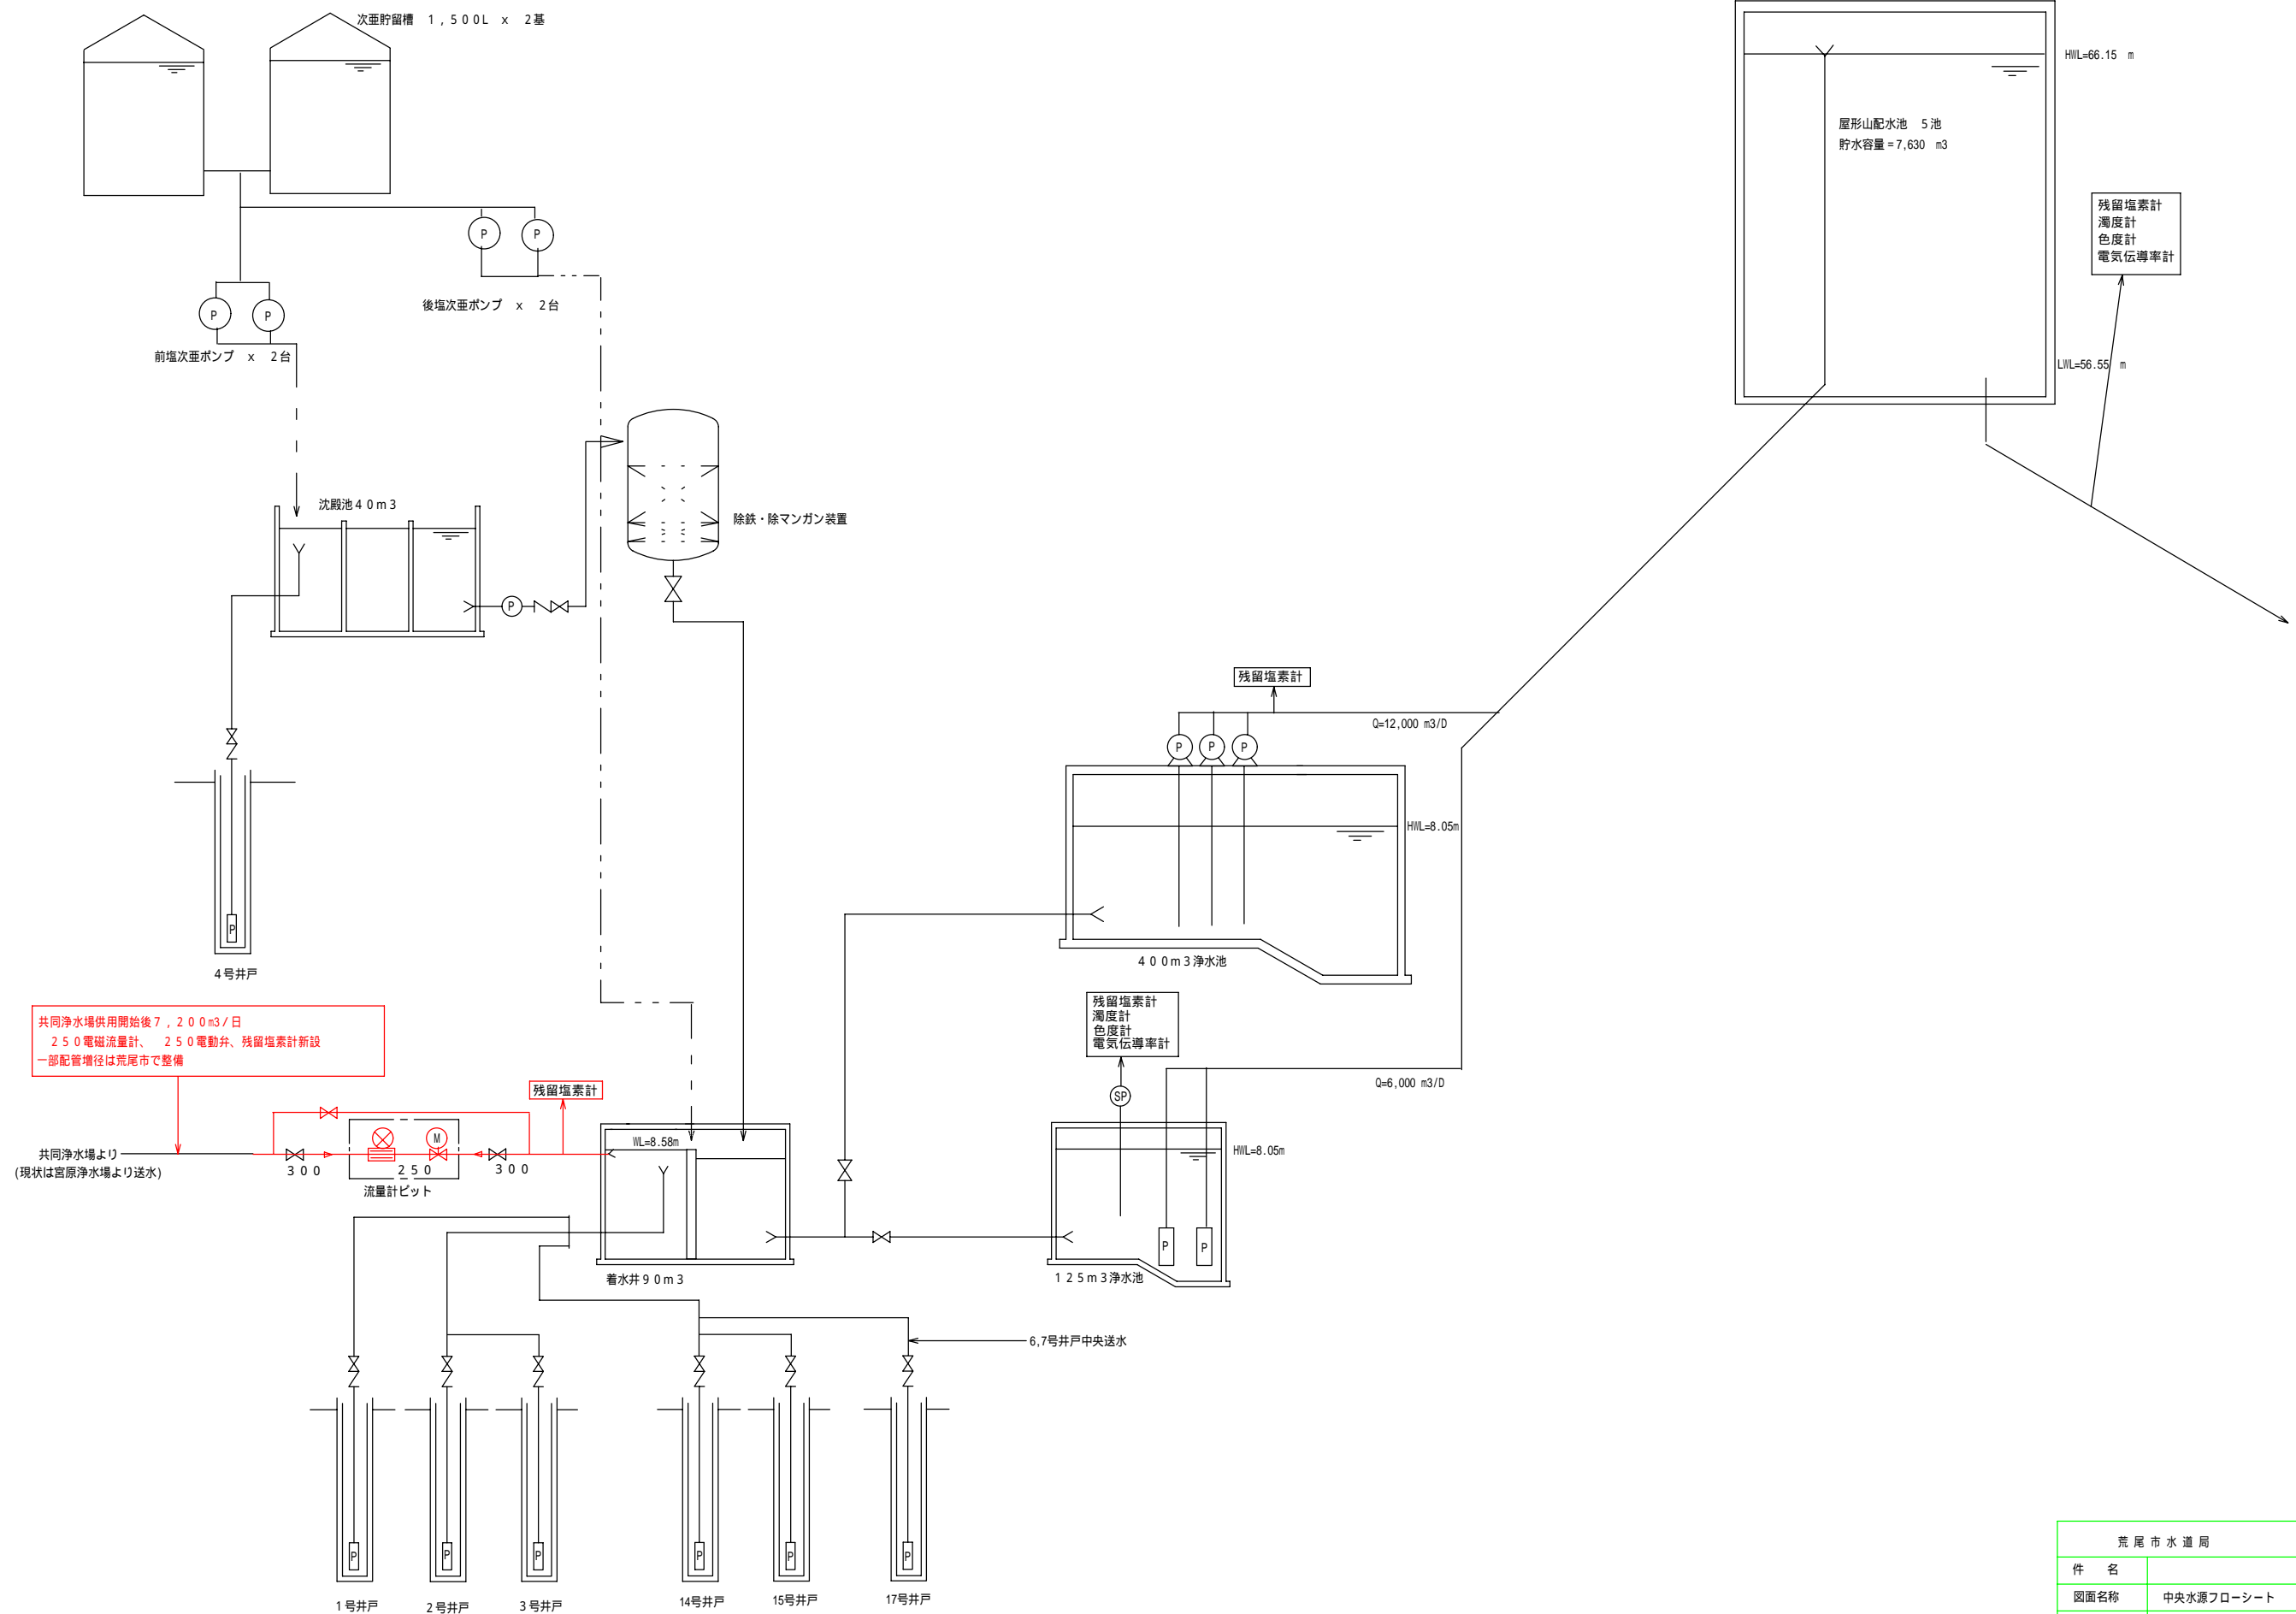 次亜貯留槽　１，５００L　ｘ　２基
HWL=66.15　m
屋形山配水池　５池
貯水容量＝7,630　m3
残留塩素計
濁度計
色度計
電気伝導率計
P
P
後塩次亜ポンプ　ｘ　２台
P
P
前塩次亜ポンプ　ｘ　２台
LWL=56.55　m
沈殿池４０ｍ３
除鉄・除マンガン装置
P
残留塩素計
Q=12,000 m3/D
P
P
P
HWL=8.05m
P
４号井戸
４００ｍ３浄水池
共同浄水場供用開始後７，２００m3/日
２５０電磁流量計、　２５０電動弁、残留塩素計新設
一部配管増径は荒尾市で整備
残留塩素計
濁度計
色度計
電気伝導率計
Q=6,000 m3/D
残留塩素計
SP
M
WL=8.58m
HWL=8.05m
共同浄水場より
(現状は宮原浄水場より送水)
３００
２５０
３００
流量計ピット
P
P
着水井９０ｍ３
１２５ｍ３浄水池
6,7号井戸中央送水
P
P
P
P
P
P
１号井戸
２号井戸
３号井戸
14号井戸
15号井戸
17号井戸
荒尾市水道局
件　名
図面名称
中央水源フローシート